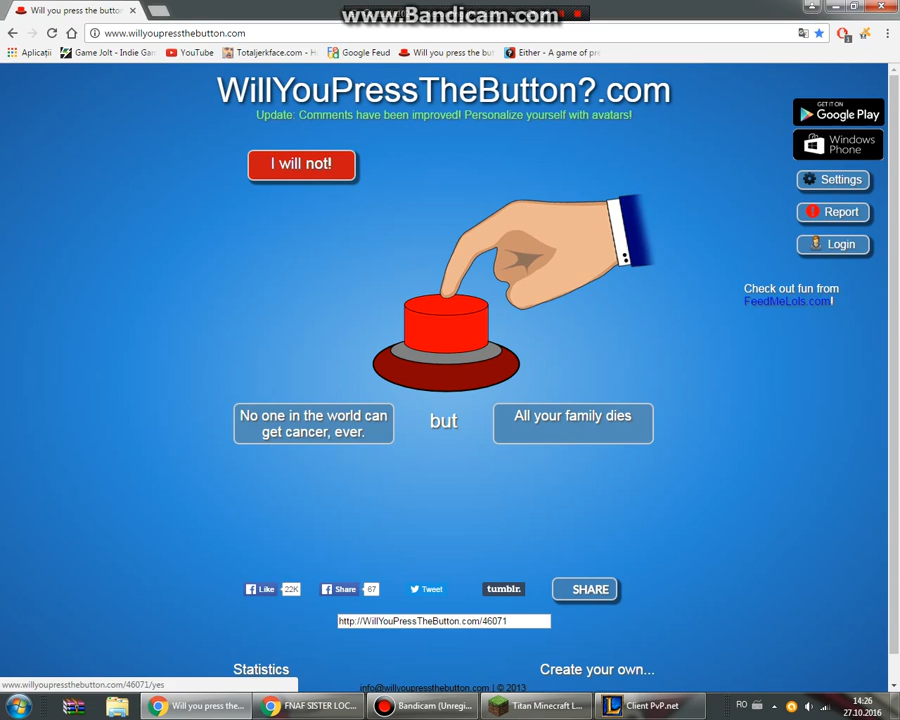 Will you press the button
www.Bandicam.com
www.willyoupressthebutton.com
Aplicații
Game Jolt - Indie Gam
YouTube
Totaljerkface.com - H
Google Feud
Will you press the bu
Either - A game of pre
WillYouPressTheButton?.com
Update: Comments have been improved! Personalize yourself with avatars!
GET IT ON
Google Play
Windows
Phone
I will not!
Settings
Report
Login
Check out fun from
FeedMeLols.com!
No one in the world can
get cancer, ever.
but
All your family dies
Like 22K
Share 67
Tweet
tumblr.
SHARE
http://WillYouPressTheButton.com/46071
Statistics
Create your own...
www.willyoupressthebutton.com/46071/yes
info@willyoupressthebutton.com | © 2013
Will you press the...
FNAF SISTER LOC...
Bandicam (Unregi...
Titan Minecraft L...
Client PvP.net
RO
14:26
27.10.2016